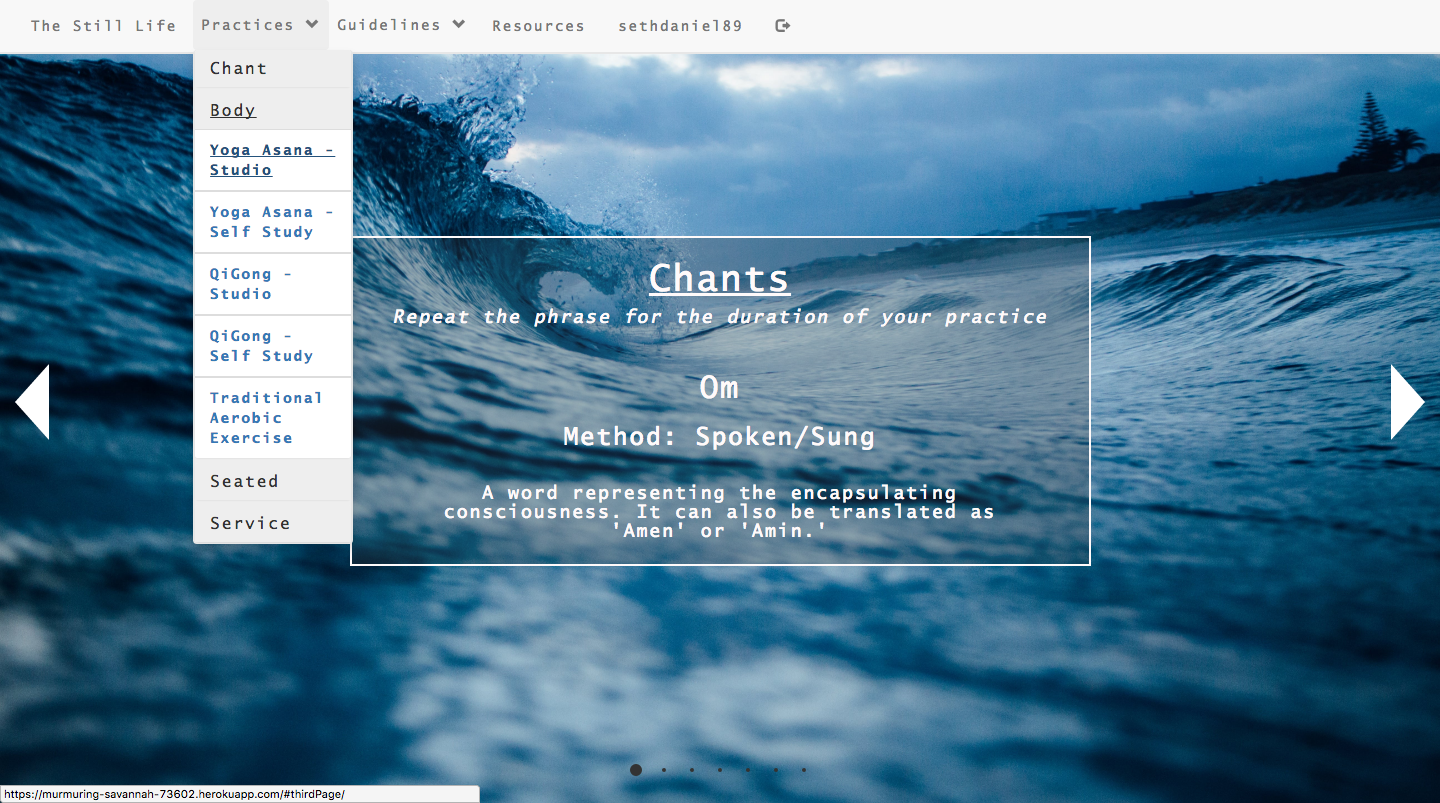 The Still Life Practices Guidelines Resources sethdaniel89
Chant
Body
Yoga Asana -
Studio
Yoga Asana -
Self Study
QiGong -
Studio
QiGong -
Self Study
Traditional
Aerobic
Exercise
Seated
Service
Chants
Repeat the phrase for the duration of your practice
Om
Method: Spoken/Sung
A word representing the encapsulating
consciousness. It can also be translated as
'Amen' or 'Amin.'
https://murmuring-savannah-73602.herokuapp.com/#thirdPage/